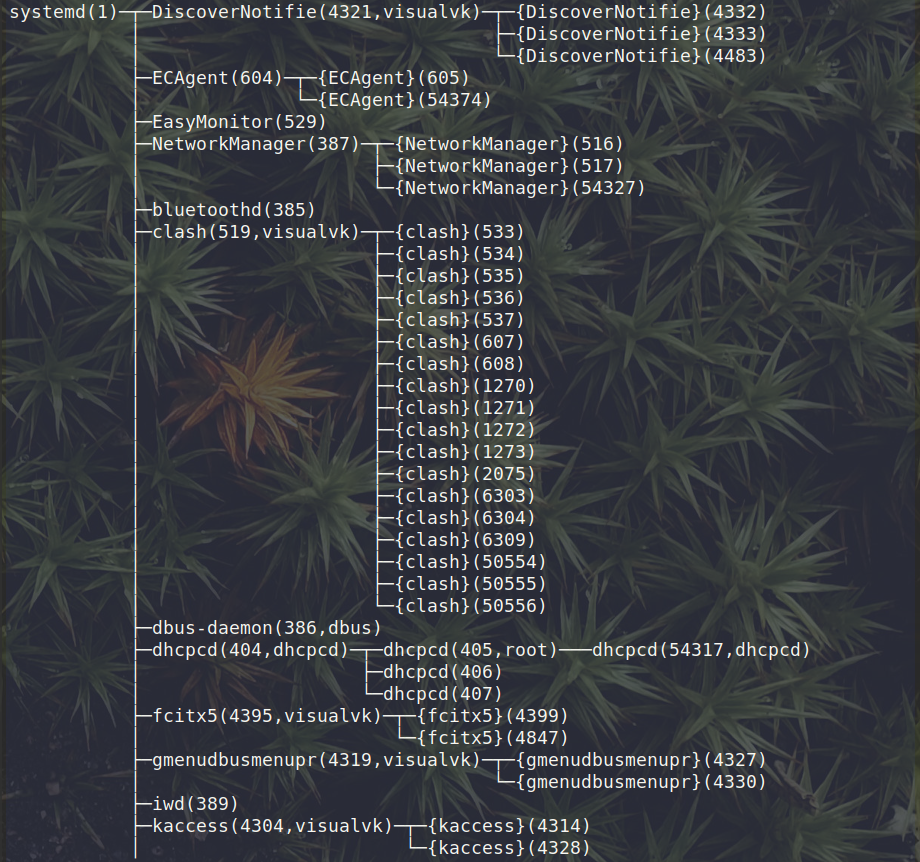 systemd(1)─┬─DiscoverNotifie(4321,visualvk)─┬─{DiscoverNotifie}(4332)
           │                                ├─{DiscoverNotifie}(4333)
           │                                └─{DiscoverNotifie}(4483)
           ├─ECAgent(604)─┬─{ECAgent}(605)
           │              └─{ECAgent}(54374)
           ├─EasyMonitor(529)
           ├─NetworkManager(387)─┬─{NetworkManager}(516)
           │                     ├─{NetworkManager}(517)
           │                     └─{NetworkManager}(54327)
           ├─bluetoothd(385)
           ├─clash(519,visualvk)─┬─{clash}(533)
           │                     ├─{clash}(534)
           │                     ├─{clash}(535)
           │                     ├─{clash}(536)
           │                     ├─{clash}(537)
           │                     ├─{clash}(607)
           │                     ├─{clash}(608)
           │                     ├─{clash}(1270)
           │                     ├─{clash}(1271)
           │                     ├─{clash}(1272)
           │                     ├─{clash}(1273)
           │                     ├─{clash}(2075)
           │                     ├─{clash}(6303)
           │                     ├─{clash}(6304)
           │                     ├─{clash}(6309)
           │                     ├─{clash}(50554)
           │                     ├─{clash}(50555)
           │                     └─{clash}(50556)
           ├─dbus-daemon(386,dbus)
           ├─dhcpcd(404,dhcpcd)─┬─dhcpcd(405,root)───dhcpcd(54317,dhcpcd)
           │                    ├─dhcpcd(406)
           │                    └─dhcpcd(407)
           ├─fcitx5(4395,visualvk)─┬─{fcitx5}(4399)
           │                       └─{fcitx5}(4847)
           ├─gmenudbusmenupr(4319,visualvk)─┬─{gmenudbusmenupr}(4327)
           │                                └─{gmenudbusmenupr}(4330)
           ├─iwd(389)
           ├─kaccess(4304,visualvk)─┬─{kaccess}(4314)
           │                        └─{kaccess}(4328)